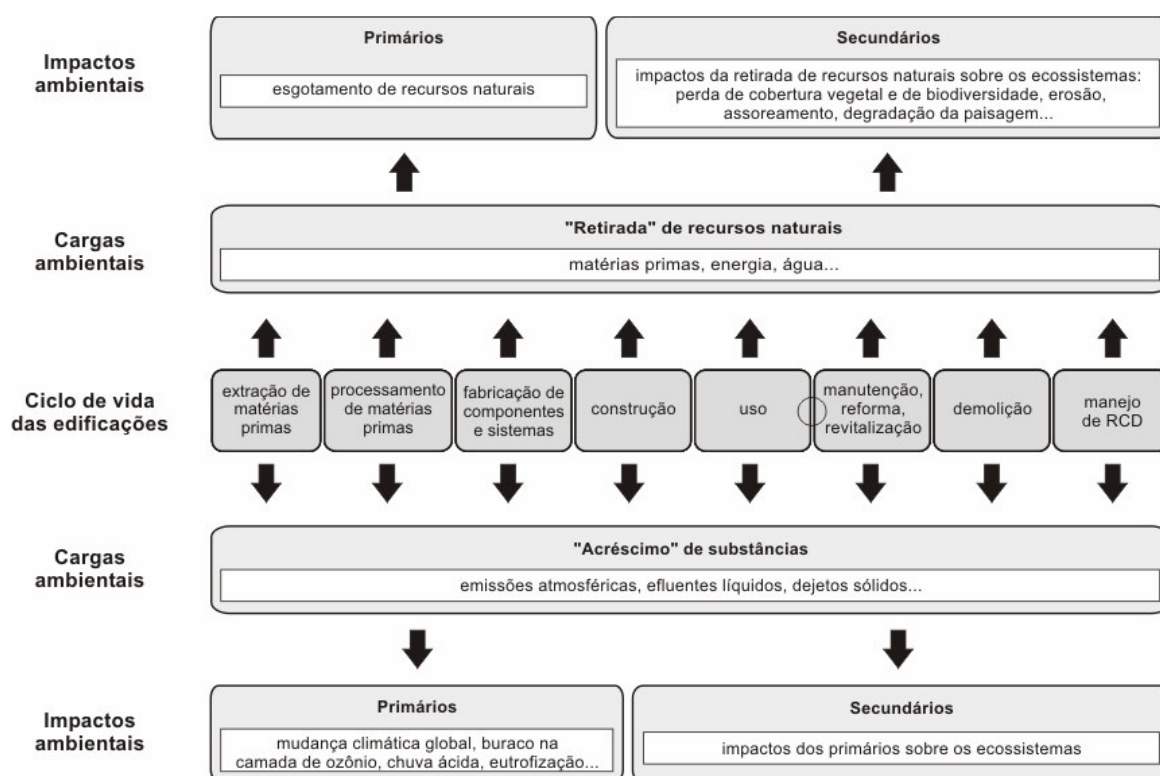 Impactos
ambientais
Primários
esgotamento de recursos naturais
Secundários
impactos da retirada de recursos naturais sobre os ecossistemas:
perda de cobertura vegetal e de biodiversidade, erosão,
assoreamento, degradação da paisagem...
Cargas
ambientais
"Retirada" de recursos naturais
matérias primas, energia, água...
Ciclo de vida
das edificações
extração de
matérias
primas
processamento
de matérias
primas
fabricação de
componentes
e sistemas
construção
uso
manutenção,
reforma,
revitalização
demolição
manejo
de RCD
Cargas
ambientais
"Acréscimo" de substâncias
emissões atmosféricas, efluentes líquidos, dejetos sólidos...
Impactos
ambientais
Primários
mudança climática global, buraco na
camada de ozônio, chuva ácida, eutrofização...
Secundários
impactos dos primários sobre os ecossistemas